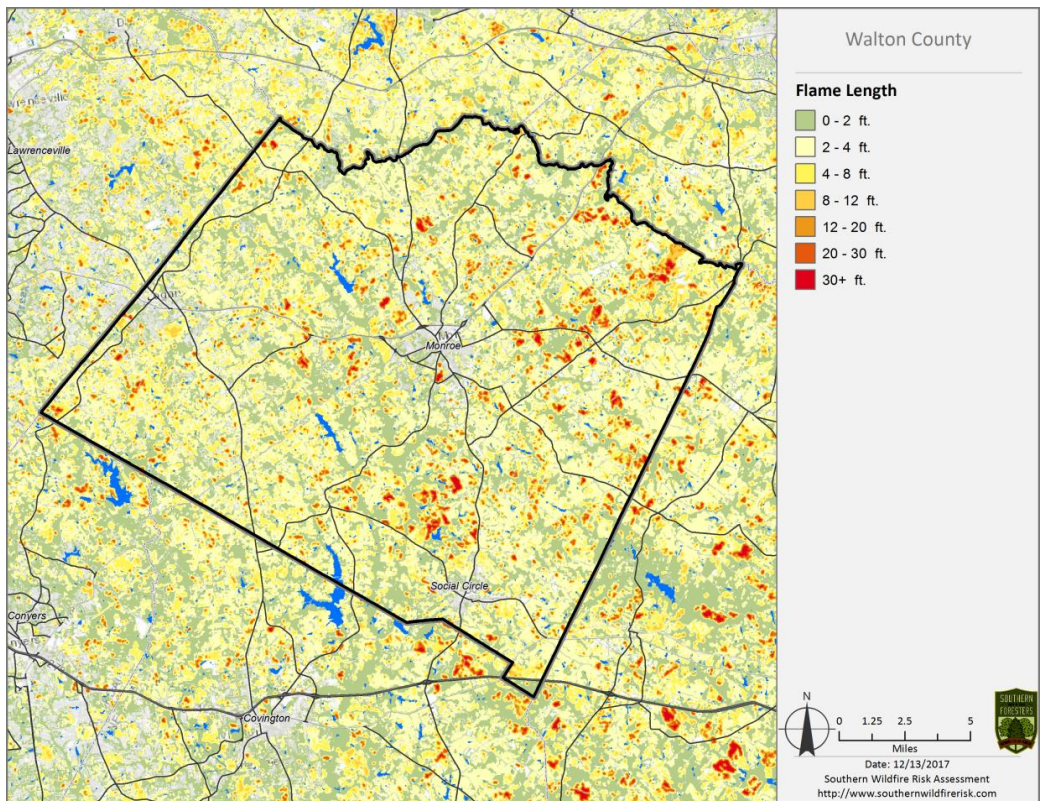 Walton County
Flame Length
0 - 2 ft.
2 - 4 ft.
4 - 8 ft.
8 - 12 ft.
12 - 20 ft.
20 - 30 ft.
30+ ft.
Lawrenceville
Monroe
Social Circle
Conyers
Covington
N
0 1.25 2.5 5
Miles
SOUTHERN
FORESTERS
Date: 12/13/2017
Southern Wildfire Risk Assessment
http://www.southernwildfirerisk.com